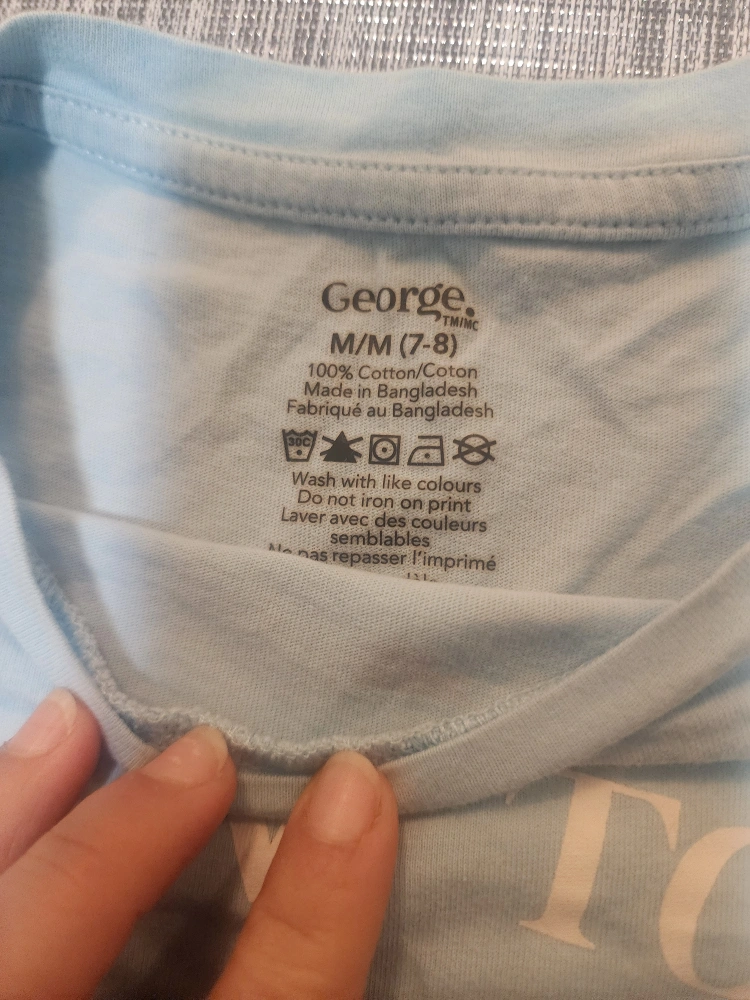 George.
TM/MC
M/M (7-8)
100% Cotton/Coton
Made in Bangladesh
Fabriqué au Bangladesh
30C
Wash with like colours
Do not iron on print
Laver avec des couleurs
semblables
Ne pas repasser l'imprimé
To